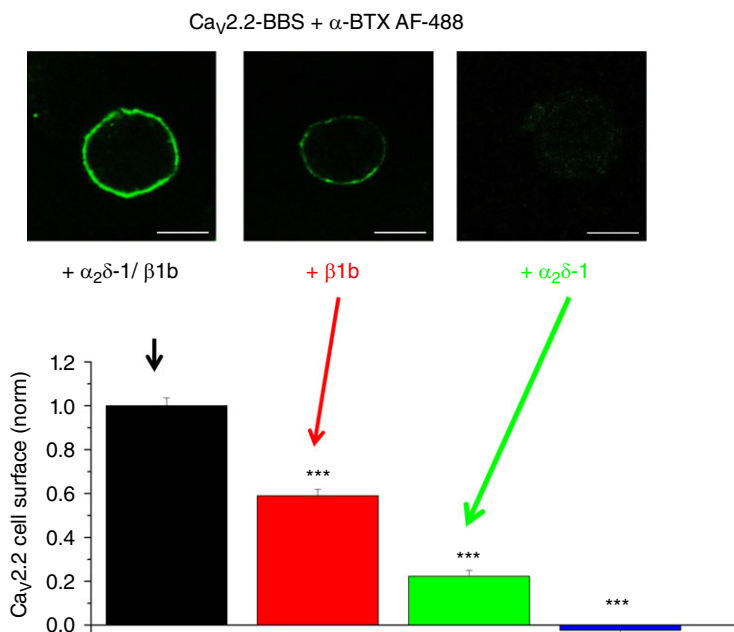 Cav2.2-BBS + α-BTX AF-488
+ α2δ-1/ β1b
+ β1b
+ α2δ-1
Cav2.2 cell surface (norm)
1.2
1.0
0.8
0.6
0.4
0.2
0.0
***
***
***